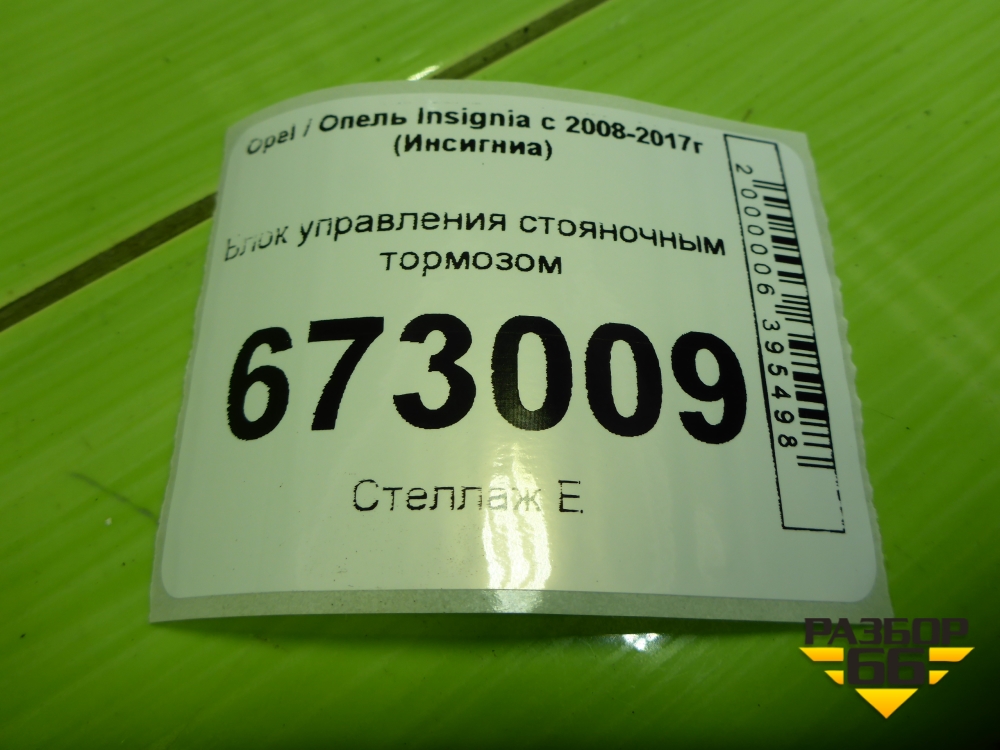 Opel / Опель Insignia с 2008-2017г
(Инсигниа)
Блок управления стояночным
тормозом
673009
Стеллаж E
2000006395498
РАЗБОР
66